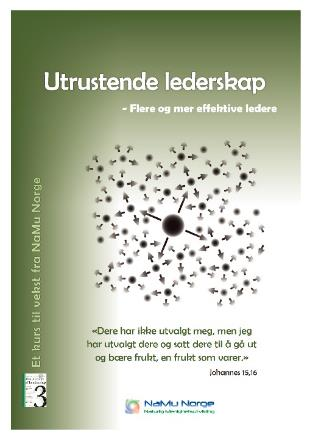 Utrustende lederskap
- Flere og mer effektive ledere
Et kurs til vekst fra NaMu Norge
«Dere har ikke utvalgt meg, men jeg
har utvalgt dere og satt dere til å gå ut
og bære frukt, en frukt som varer.»
Johannes 15,16
3
NaMu Norge
Naturlig Menighetsutvikling